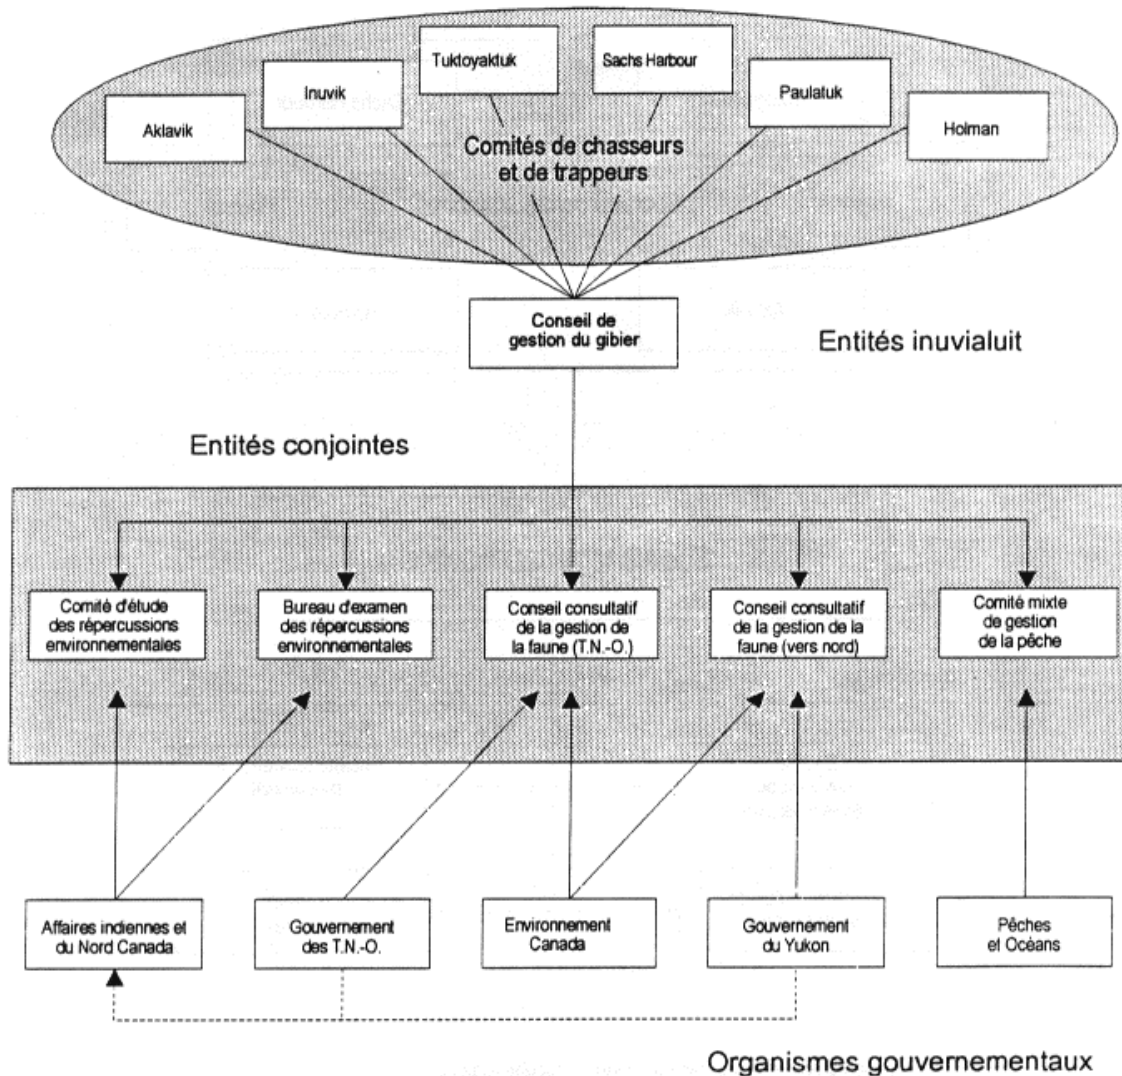 Tuktoyaktuk
Sachs Harbour
Inuvik
Paulatuk
Aklavik
Holman
Comités de chasseurs
et de trappeurs
Conseil de
gestion du gibier
Entités inuvialuit
Entités conjointes
Comité d'étude
des répercussions
environnementales
Bureau d'examen
des répercussions
environnementales
Conseil consultatif
de la gestion de
la faune (T.N.-O.)
Conseil consultatif
de la gestion de la
faune (vers nord)
Comité mixte
de gestion
de la pêche
Affaires indiennes et
du Nord Canada
Gouvernement
des T.N.-O.
Environnement
Canada
Gouvernement
du Yukon
Pêches
et Océans
Organismes gouvernementaux